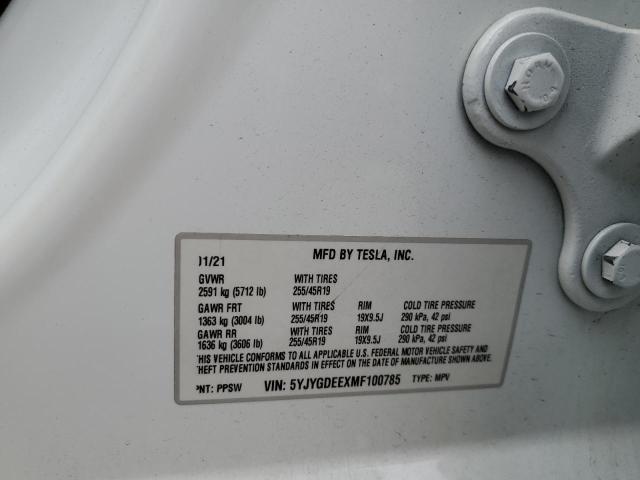 )1/21 MFD BY TESLA, INC.
GVWR WITH TIRES
2591 kg (5712 lb) 255/45R19
GAWR FRT WITH TIRES RIM COLD TIRE PRESSURE
1363 kg (3004 lb) 255/45R19 19X9.5J 290 kPa, 42 psi
GAWR RR WITH TIRES RIM COLD TIRE PRESSURE
1636 kg (3606 lb) 255/45R19 19X9.5J 290 kPa, 42 psi
HIS VEHICLE CONFORMS TO ALL APPLICABLE U.S. FEDERAL MOTOR VEHICLE SAFETY AND
HEFT PREVENTION STANDARDS IN EFFECT ON THE DATE OF MANUFACTURE SHOWN ABOVE.
NT: PPSW VIN: 5YJYGDEEXMF100785 TYPE: MPV